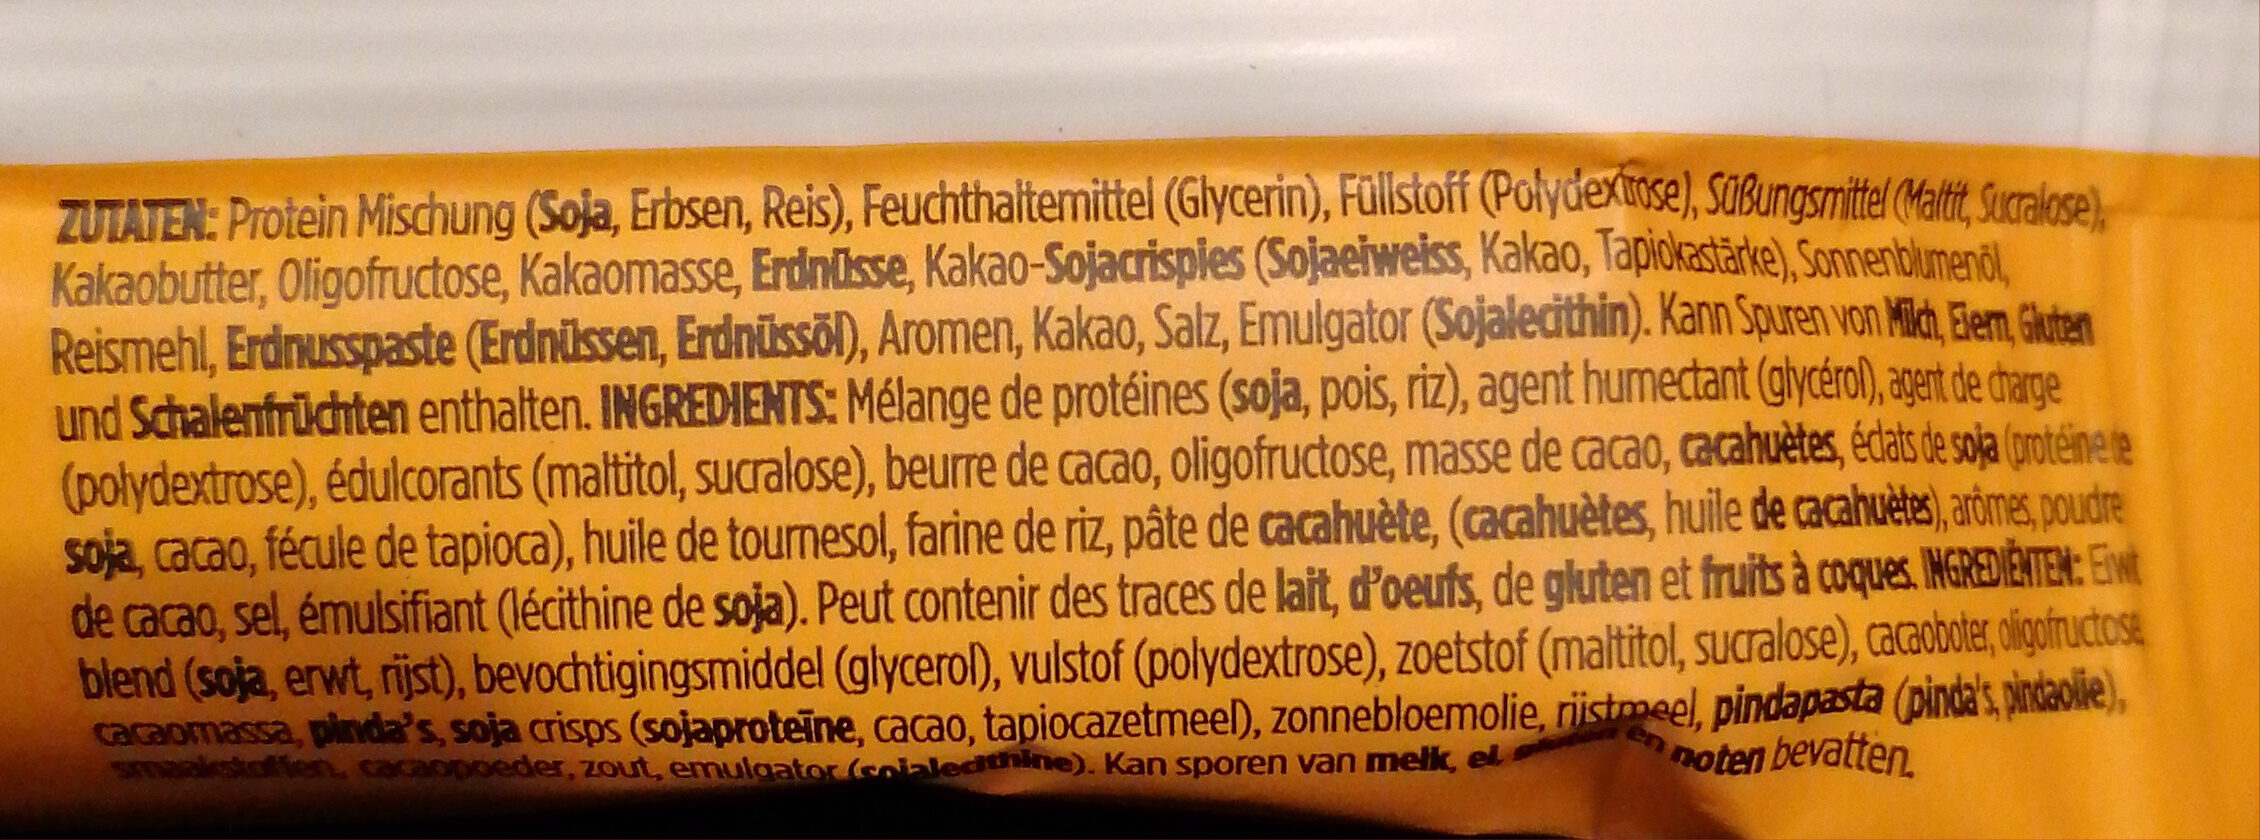 ZUTATEN: Protein Mischung (Soja, Erbsen, Reis), Feuchthaltemittel (Glycerin), Füllstoff (Polydextrose), Süßungsmittel (Maltit, Sucralose),
Kakaobutter, Oligofructose, Kakaomasse, Erdnüsse, Kakao-Sojacrispies (Sojaeiweiss, Kakao, Tapiokastärke), Sonnenblumenöl,
Reismehl, Erdnusspaste (Erdnüssen, Erdnüssöl), Aromen, Kakao, Salz, Emulgator (Sojalecithin). Kann Spuren von Milch, Eiern, Gluten
und Schalenfrüchten enthalten. INGREDIENTS: Mélange de protéines (soja, pois, riz), agent humectant (glycérol), agent de charge
(polydextrose), édulcorants (maltitol, sucralose), beurre de cacao, oligofructose, masse de cacao, cacahuètes, éclats de soja (protéine de
soja, cacao, fécule de tapioca), huile de tournesol, farine de riz, pâte de cacahuète, (cacahuètes, huile de cacahuètes), arômes, poudre
de cacao, sel, émulsifiant (lécithine de soja). Peut contenir des traces de lait, d'oeufs, de gluten et fruits à coques. INGREDIËNTEN: Eiwit
blend (soja, erwt, rijst), bevochtigingsmiddel (glycerol), vulstof (polydextrose), zoetstof (maltitol, sucralose), cacaoboter, oligofructose,
cacaomassa, pinda's, soja crisps (sojaproteïne, cacao, tapiocazetmeel), zonnebloemolie, rijstmeel, pindapasta (pinda's, pindaolie),
smaakstoffen, cacaopoeder, zout, emulgator (sojalecithine). Kan sporen van melk, ei, en noten bevatten.